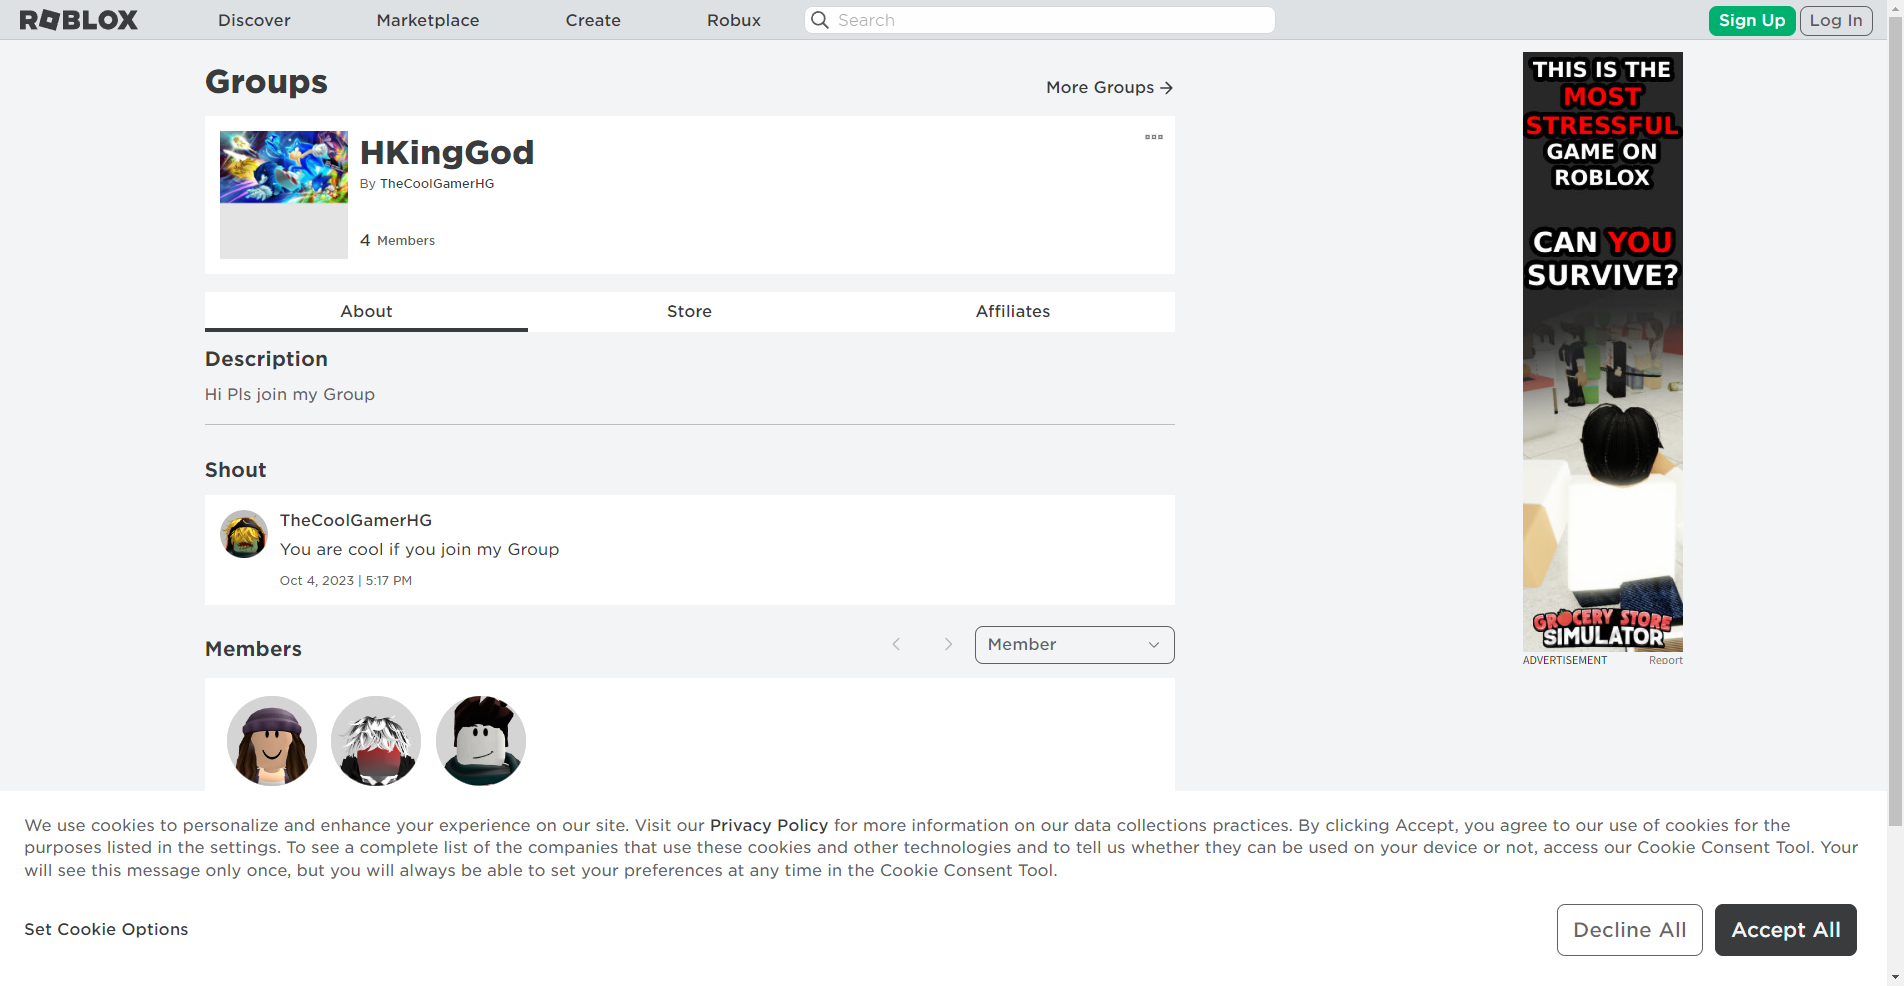 ROBLOX
Discover
Marketplace
Create
Robux
Search
Sign Up
Log In
Groups
More Groups
HKingGod
By TheCoolGamerHG
4 Members
About
Store
Affiliates
Description
Hi Pls join my Group
Shout
TheCoolGamerHG
You are cool if you join my Group
Oct 4, 2023 | 5:17 PM
Members
Member
THIS IS THE
MOST
STRESSFUL
GAME ON
ROBLOX
CAN YOU
SURVIVE?
GROCERY STORE
SIMULATOR
ADVERTISEMENT
Report
We use cookies to personalize and enhance your experience on our site. Visit our Privacy Policy for more information on our data collections practices. By clicking Accept, you agree to our use of cookies for the
purposes listed in the settings. To see a complete list of the companies that use these cookies and other technologies and to tell us whether they can be used on your device or not, access our Cookie Consent Tool. Your
will see this message only once, but you will always be able to set your preferences at any time in the Cookie Consent Tool.
Set Cookie Options
Decline All
Accept All